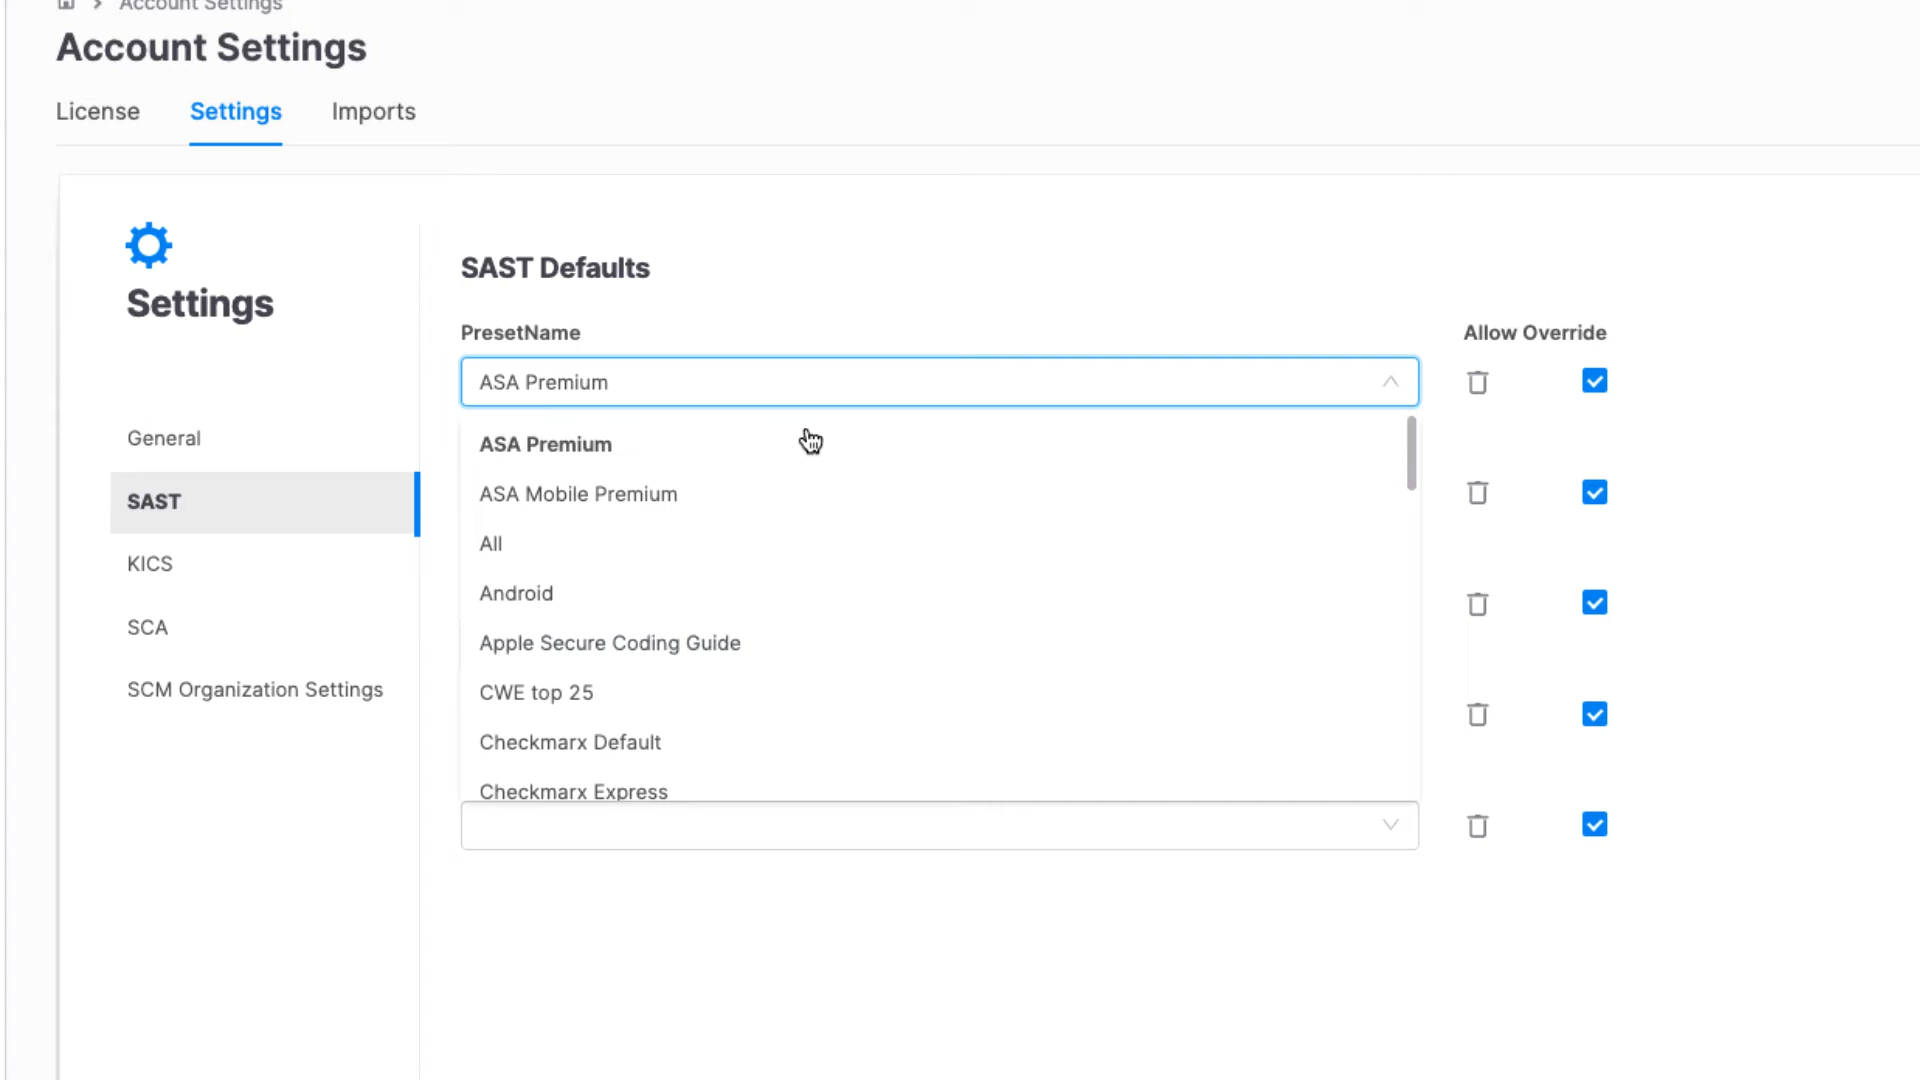 Account Settings
Account Settings
License Settings Imports
Settings
General
SAST
KICS
SCA
SCM Organization Settings
SAST Defaults
PresetName Allow Override
ASA Premium
ASA Premium
ASA Mobile Premium
All
Android
Apple Secure Coding Guide
CWE top 25
Checkmarx Default
Checkmarx Express